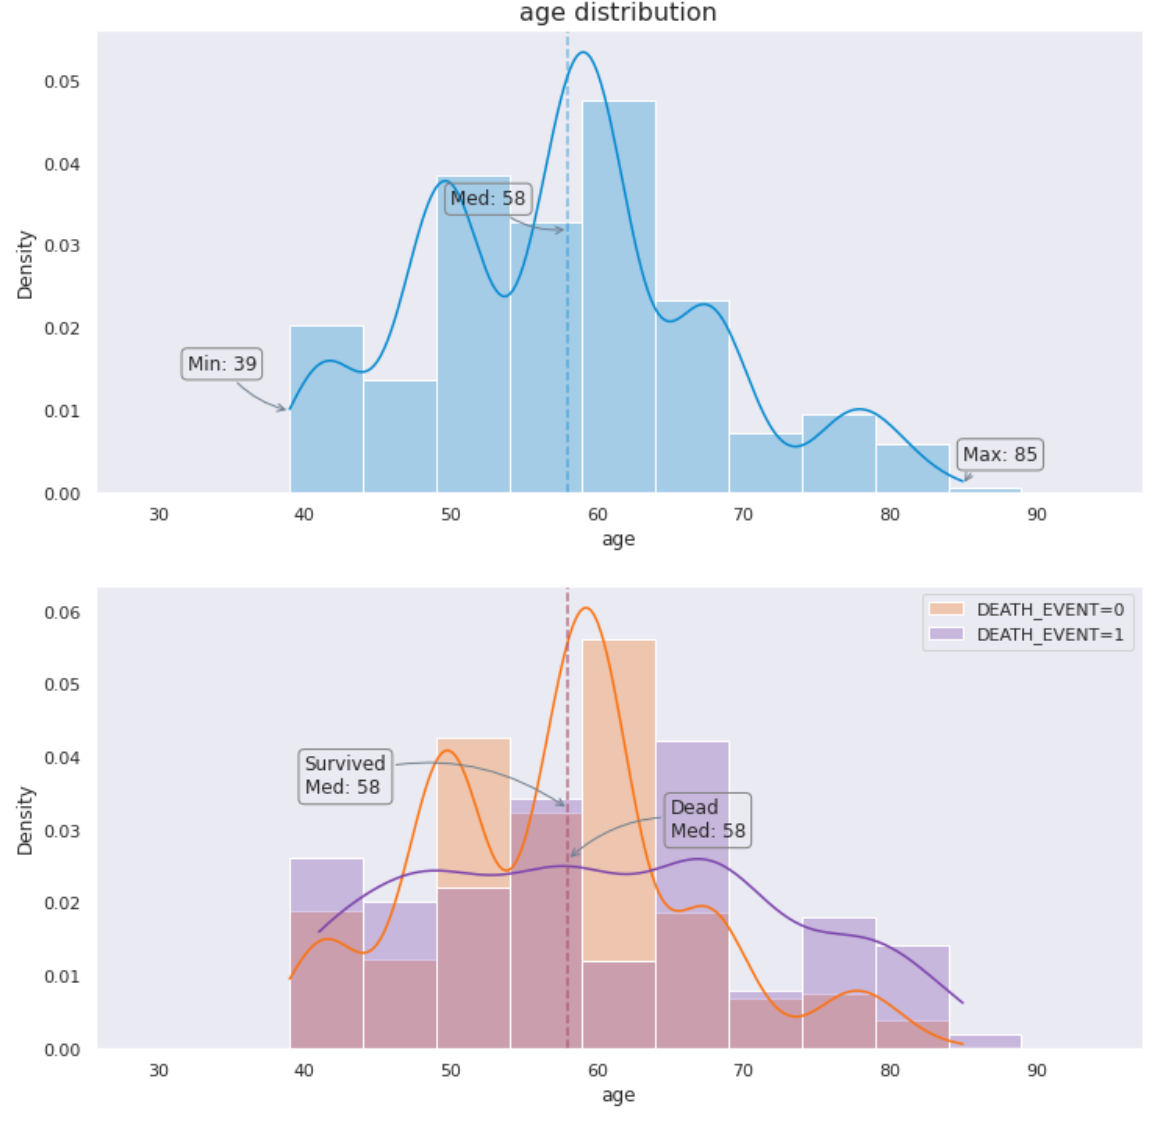 age distribution
Density
0.05
0.04
0.03
0.02
0.01
0.00
Med: 58
Min: 39
Max: 85
30 40 50 60 70 80 90
age
Density
0.06
0.05
0.04
0.03
0.02
0.01
0.00
DEATH_EVENT=0
DEATH_EVENT=1
Survived
Med: 58
Dead
Med: 58
30 40 50 60 70 80 90
age